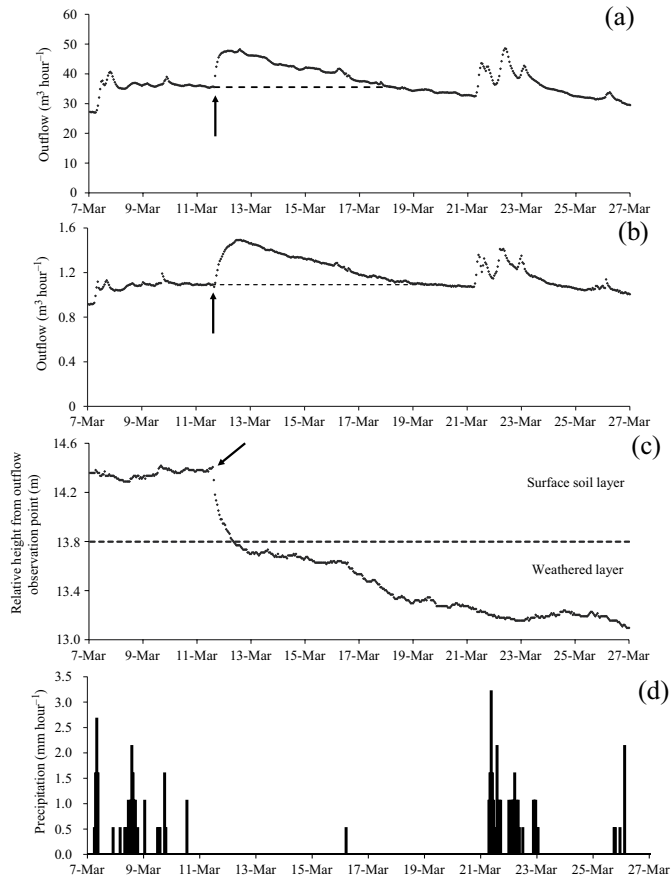 (a)
60
50
40
30
20
10
0
Outflow (m³ hour⁻¹)
7-Mar 9-Mar 11-Mar 13-Mar 15-Mar 17-Mar 19-Mar 21-Mar 23-Mar 25-Mar 27-Mar
(b)
1.6
1.2
0.8
0.4
0
Outflow (m³ hour⁻¹)
7-Mar 9-Mar 11-Mar 13-Mar 15-Mar 17-Mar 19-Mar 21-Mar 23-Mar 25-Mar 27-Mar
(c)
14.6
14.2
13.8
13.4
13.0
Relative height from outflow
observation point (m)
Surface soil layer
Weathered layer
7-Mar 9-Mar 11-Mar 13-Mar 15-Mar 17-Mar 19-Mar 21-Mar 23-Mar 25-Mar 27-Mar
(d)
3.5
3.0
2.5
2.0
1.5
1.0
0.5
0.0
Precipitation (mm hour⁻¹)
7-Mar 9-Mar 11-Mar 13-Mar 15-Mar 17-Mar 19-Mar 21-Mar 23-Mar 25-Mar 27-Mar